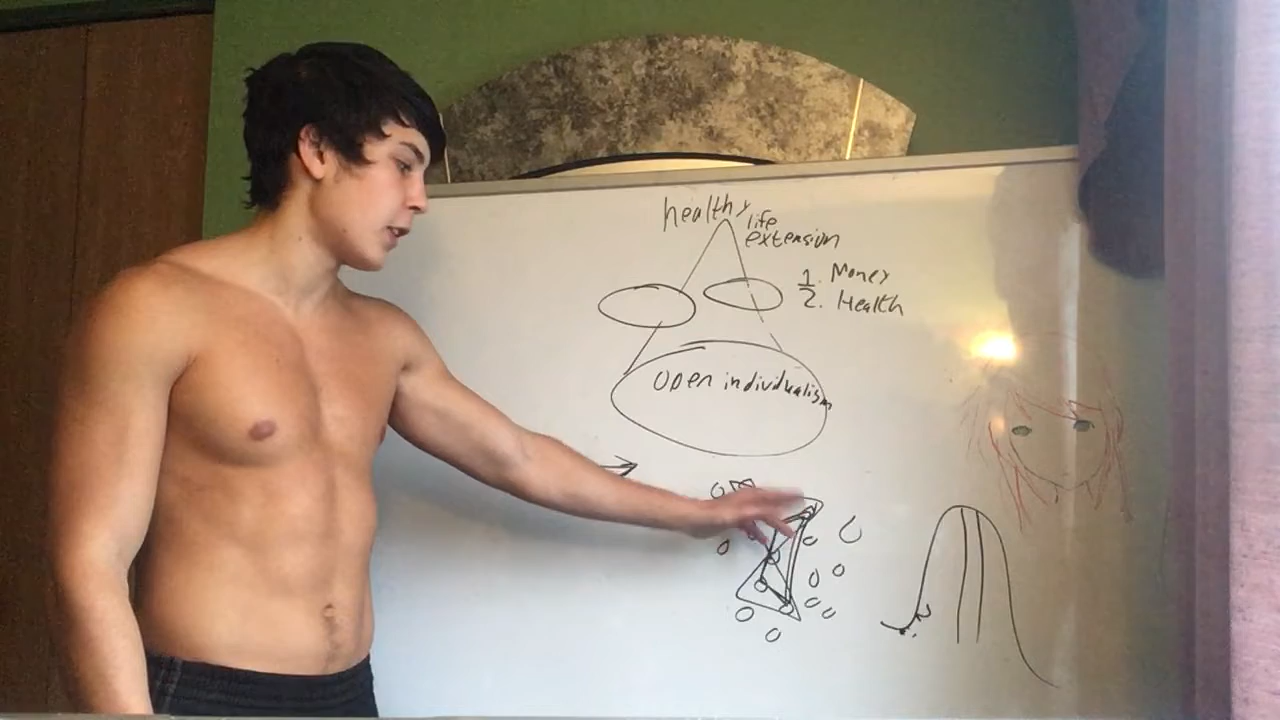 healthy
life
extension
1. Money
2. Health
Open individualism